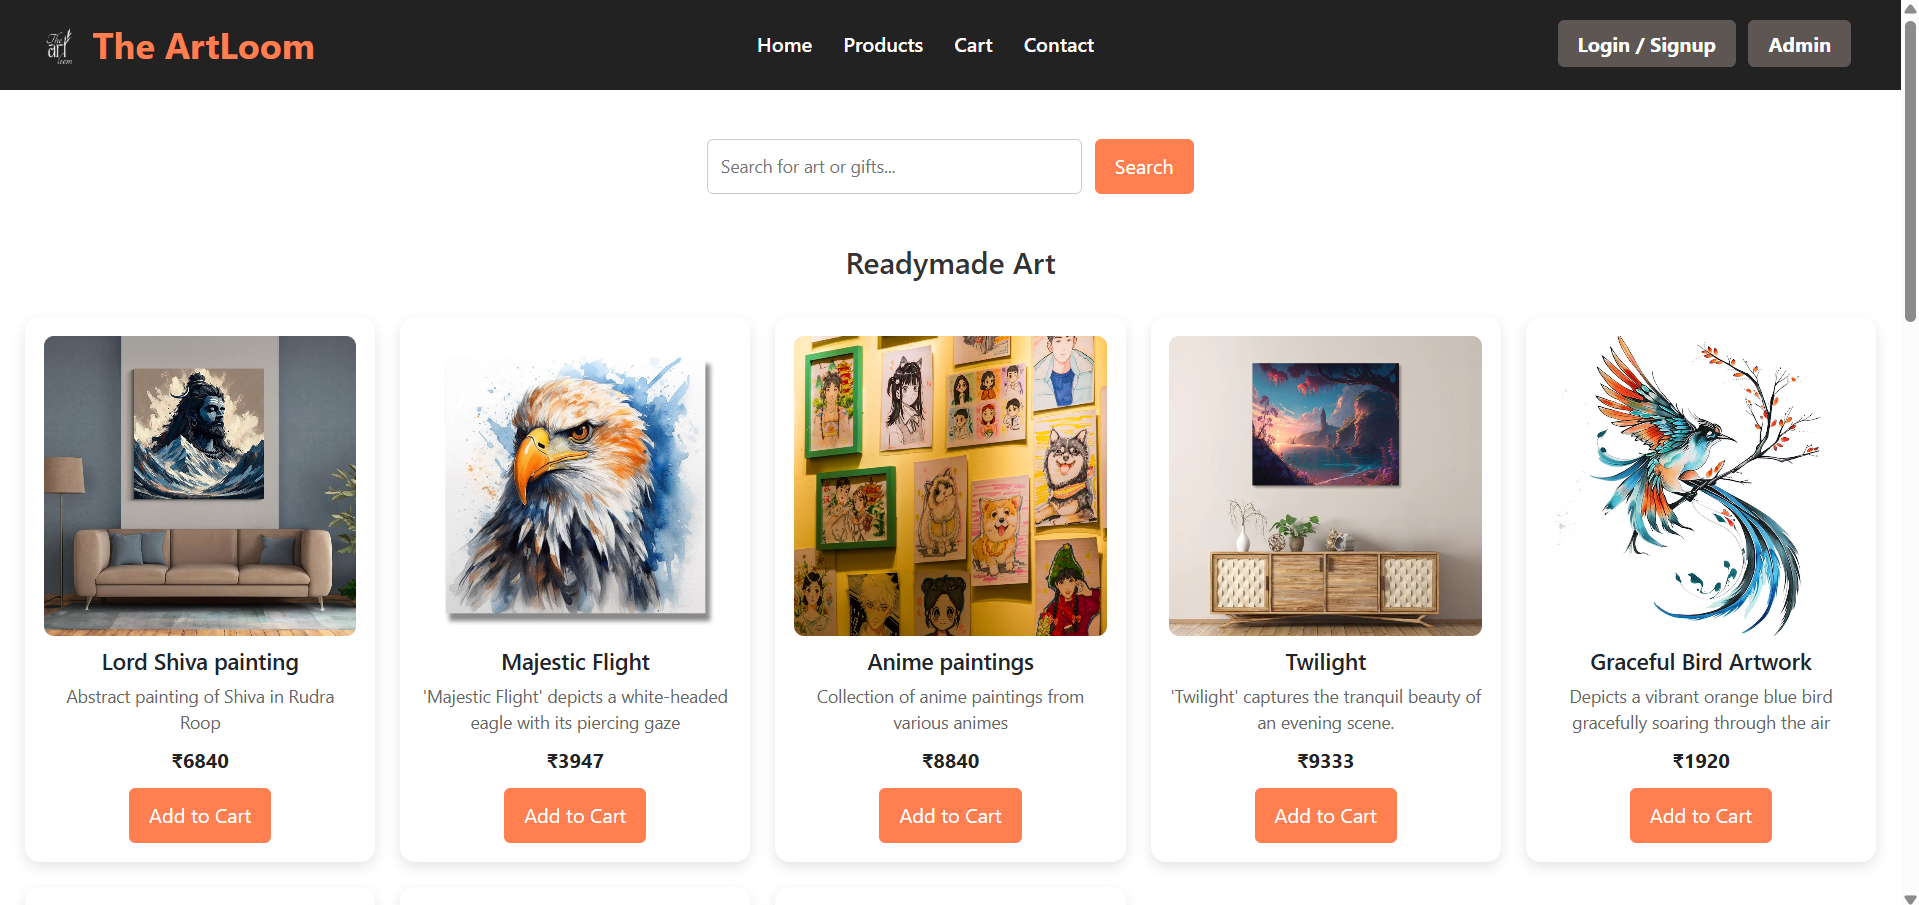 The
art
loom
The ArtLoom
Home
Products
Cart
Contact
Login / Signup
Admin
Search for art or gifts...
Search
Readymade Art
Lord Shiva painting
Abstract painting of Shiva in Rudra
Roop
₹6840
Add to Cart
Majestic Flight
'Majestic Flight' depicts a white-headed
eagle with its piercing gaze
₹3947
Add to Cart
Anime paintings
Collection of anime paintings from
various animes
₹8840
Add to Cart
Twilight
'Twilight' captures the tranquil beauty of
an evening scene.
₹9333
Add to Cart
Graceful Bird Artwork
Depicts a vibrant orange blue bird
gracefully soaring through the air
₹1920
Add to Cart